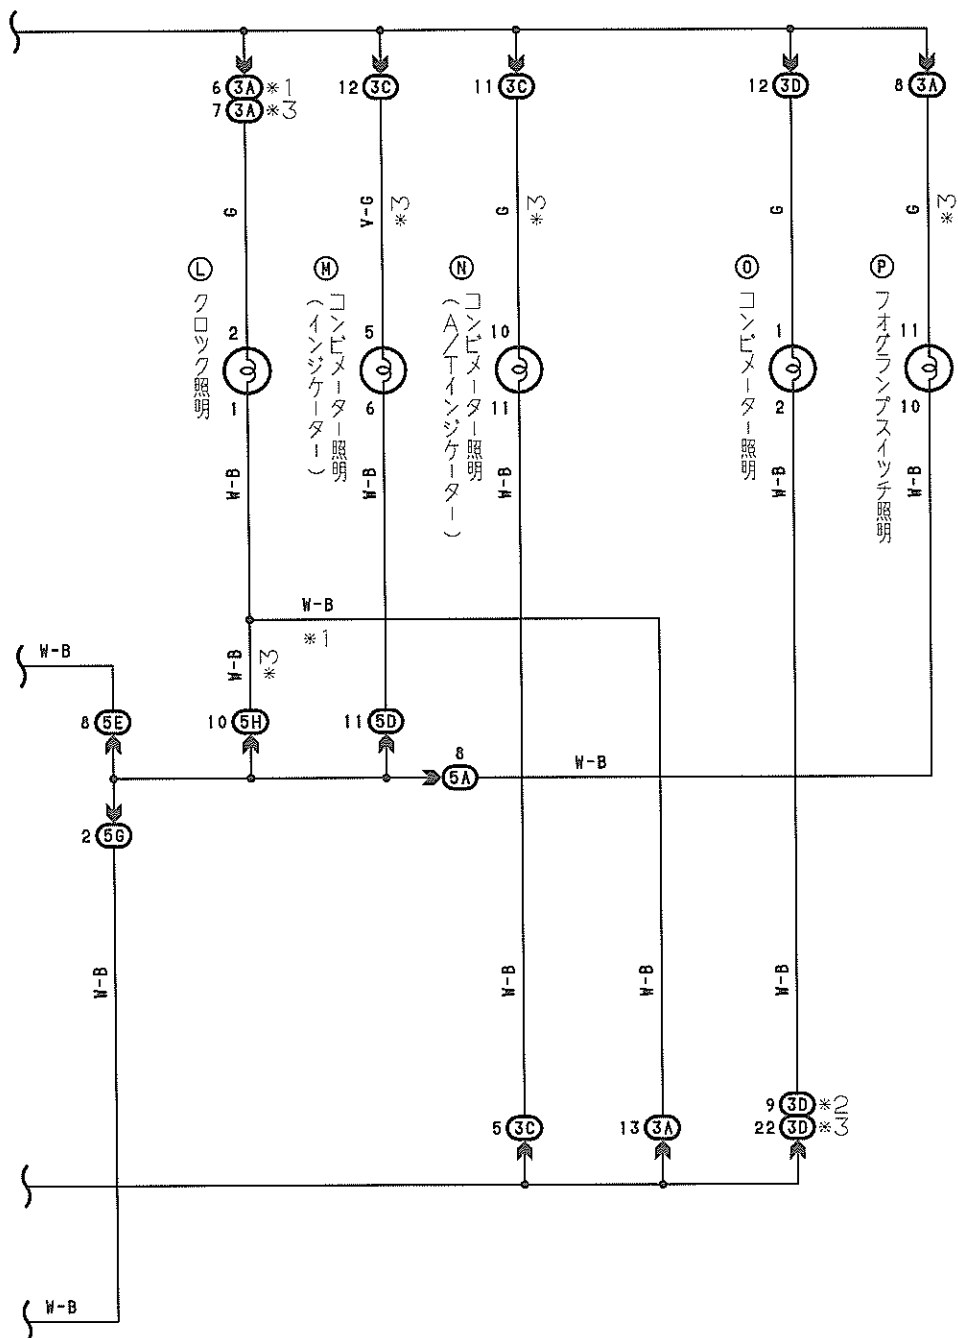 6 3A *1
7 3A *3
12 3C
11 3C
12 3D
8 3A
G
V-G
*3
G
*3
G
G
*3
L
クロック照明
M
コンビメーター照明
(インジケーター)
N
コンビメーター照明
(A/Tインジケーター)
O
コンビメーター照明
P
フォグランプスイッチ照明
2
5
10
1
11
1
6
11
2
10
W-B
W-B
W-B
W-B
W-B
W-B
*1
W-B
W-B
*3
8 5E
10 5H
11 5D
8
5A
W-B
2 5G
W-B
W-B
W-B
W-B
5 3C
13 3A
9 3D *2
22 3D *3
W-B